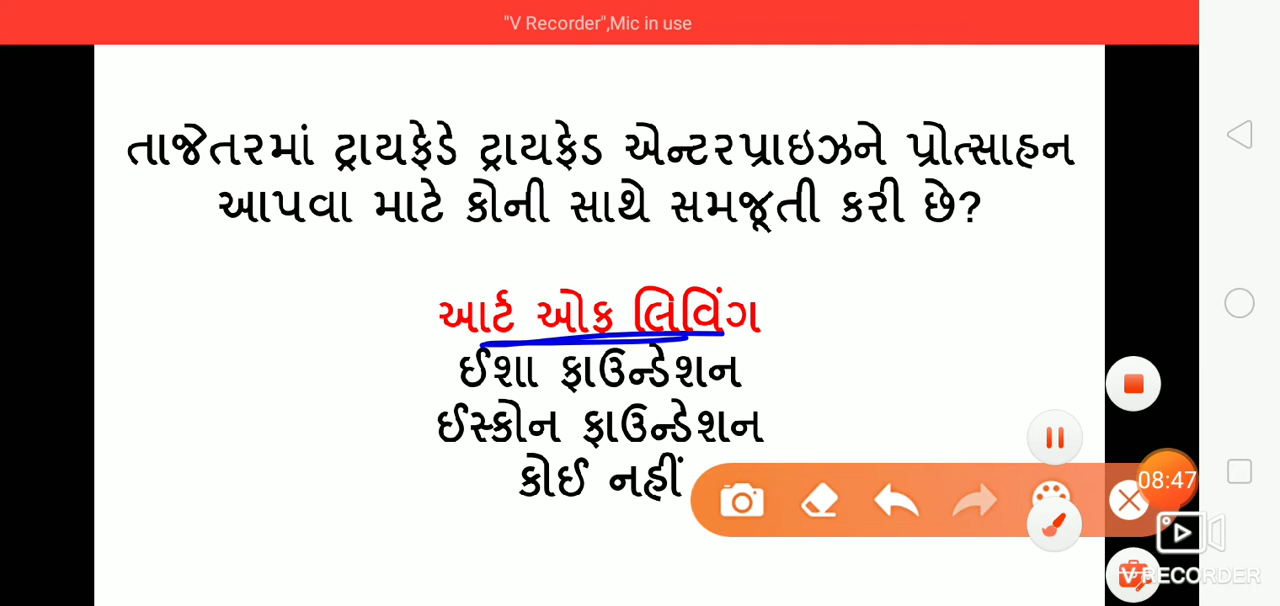 "V Recorder",Mic in use
તાજેતરમાં ટ્રાયફેડે ટ્રાયફેડ એન્ટરપ્રાઇઝને પ્રોત્સાહન
આપવા માટે કોની સાથે સમજૂતી કરી છે?
આર્ટ ઓફ લિવિંગ
ઈશા ફાઉન્ડેશન
ઈસ્કોન ફાઉન્ડેશન
કોઈ નહીં
08:47
V RECORDER